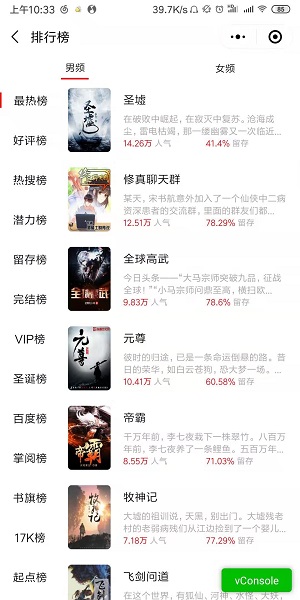 上午10:33
39.7K/s
85
排行榜
男频
女频
最热榜
好评榜
热搜榜
潜力榜
留存榜
完结榜
VIP榜
圣诞榜
百度榜
掌阅榜
书旗榜
17K榜
起点榜
圣墟
圣墟
在破败中崛起，在寂灭中复苏。沧海成
尘，雷电枯竭，那一缕幽雾又一次临近...
14.26万 人气
41.4% 留存
修真聊天群
某天，宋书航意外加入了一个仙侠中二病
资深患者的交流群，里面的群友们都...
12.51万 人气
78.29% 留存
全球高武
全球高武
今日头条——“大马宗师突破九品，征战
全球！”“小马宗师问鼎至高，横扫欧...
9.83万 人气
78.6% 留存
元尊
元尊
彼时的归途，已是一条命运倒悬的路。昔
日的荣华，如白云苍狗，恐大梦一场。...
10.41万 人气
60.58% 留存
帝霸
帝霸
千万年前，李七夜栽下一株翠竹。八百万
年前，李七夜养了一条鲤鱼。五百万年...
8.55万 人气
71.03% 留存
牧神记
牧神记
大墟的祖训说，天黑，别出门。大墟残老
村的老弱病残们从江边捡到了一个婴儿...
7.18万 人气
77.29% 留存
飞剑问道
飞剑
在这个世界，有狐仙、河神、水怪、大妖，
vConsole